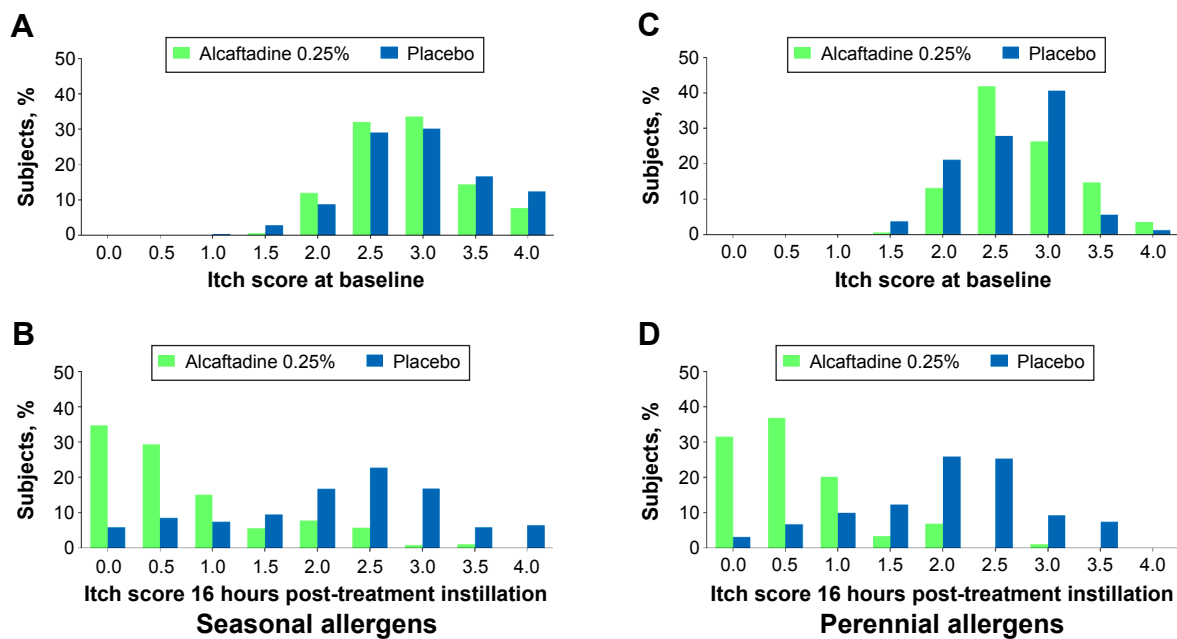 A
Alcaftadine 0.25% Placebo
Subjects, %
50
40
30
20
10
0
0.0 0.5 1.0 1.5 2.0 2.5 3.0 3.5 4.0
Itch score at baseline
B
Alcaftadine 0.25% Placebo
Subjects, %
50
40
30
20
10
0
0.0 0.5 1.0 1.5 2.0 2.5 3.0 3.5 4.0
Itch score 16 hours post-treatment instillation
Seasonal allergens
C
Alcaftadine 0.25% Placebo
Subjects, %
50
40
30
20
10
0
0.0 0.5 1.0 1.5 2.0 2.5 3.0 3.5 4.0
Itch score at baseline
D
Alcaftadine 0.25% Placebo
Subjects, %
50
40
30
20
10
0
0.0 0.5 1.0 1.5 2.0 2.5 3.0 3.5 4.0
Itch score 16 hours post-treatment instillation
Perennial allergens